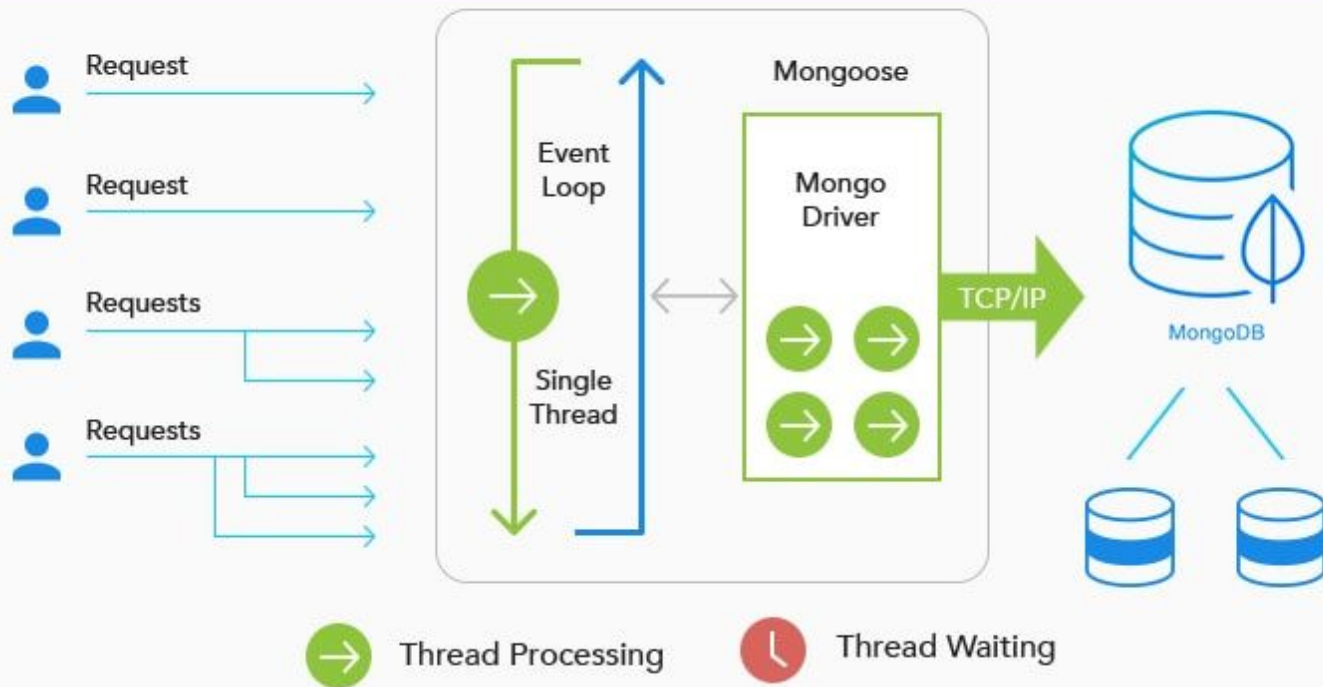 Request
Request
Requests
Requests
Event
Loop
Single
Thread
Mongoose
Mongo
Driver
TCP/IP
MongoDB
Thread Processing
Thread Waiting